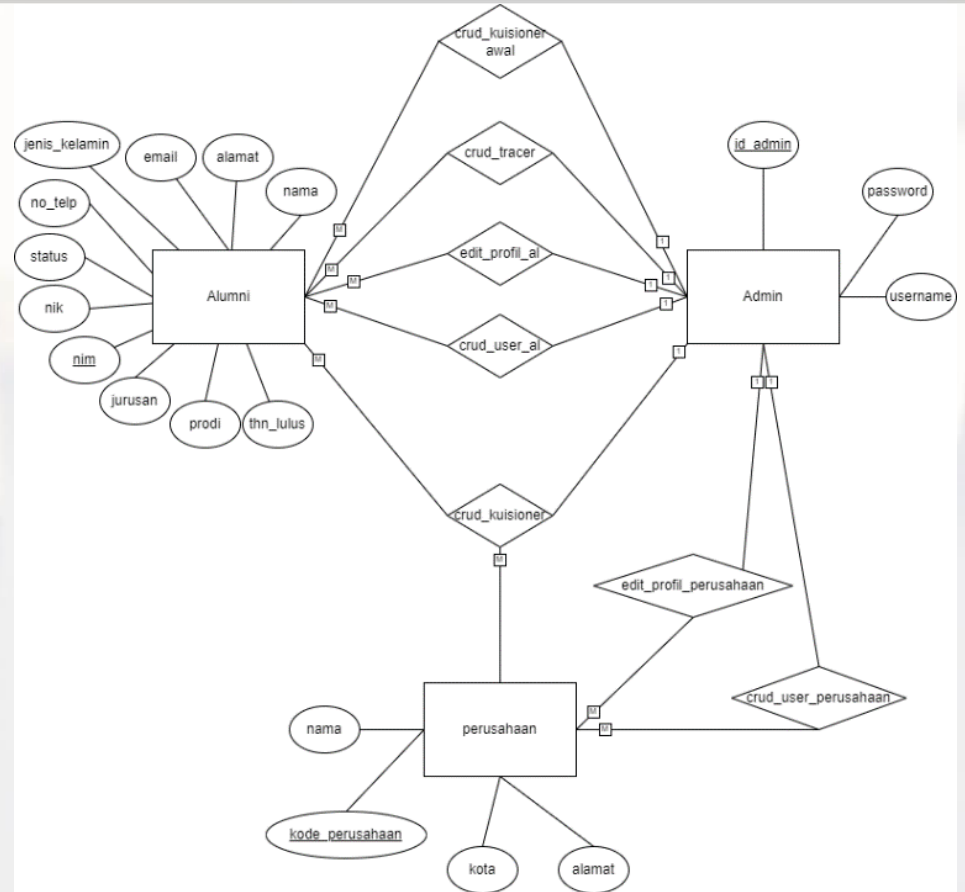 crud_kuisioner
awal
jenis_kelamin
email
alamat
nama
crud_tracer
id_admin
password
no_telp
status
Alumni
edit_profil_al
Admin
username
nik
nim
crud_user_al
jurusan
prodi
thn_lulus
M
M
M
M
M
1
1
1
1
1
1
1
crud_kuisioner
M
edit_profil_perusahaan
crud_user_perusahaan
M
M
nama
perusahaan
kode_perusahaan
kota
alamat